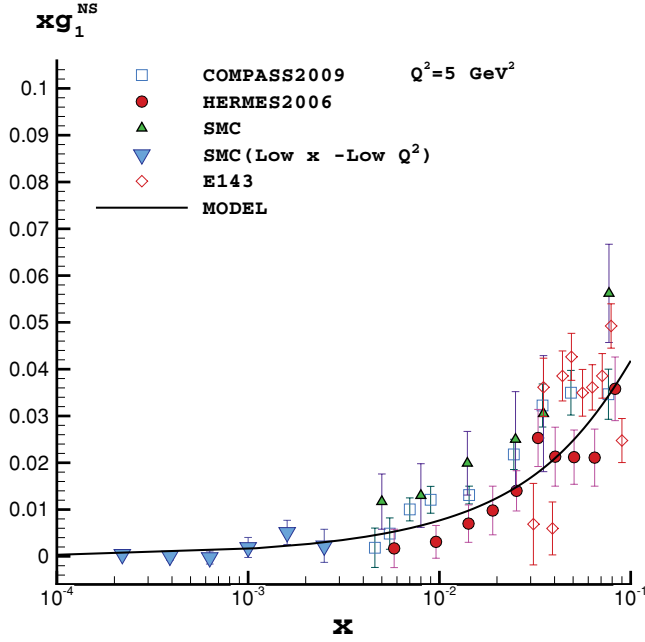 xg₁ᴺˢ
0.1
0.09
0.08
0.07
0.06
0.05
0.04
0.03
0.02
0.01
0
COMPASS2009 Q²=5 GeV²
HERMES2006
SMC
SMC(Low x -Low Q²)
E143
MODEL
10⁻⁴ 10⁻³ 10⁻² 10⁻¹
x